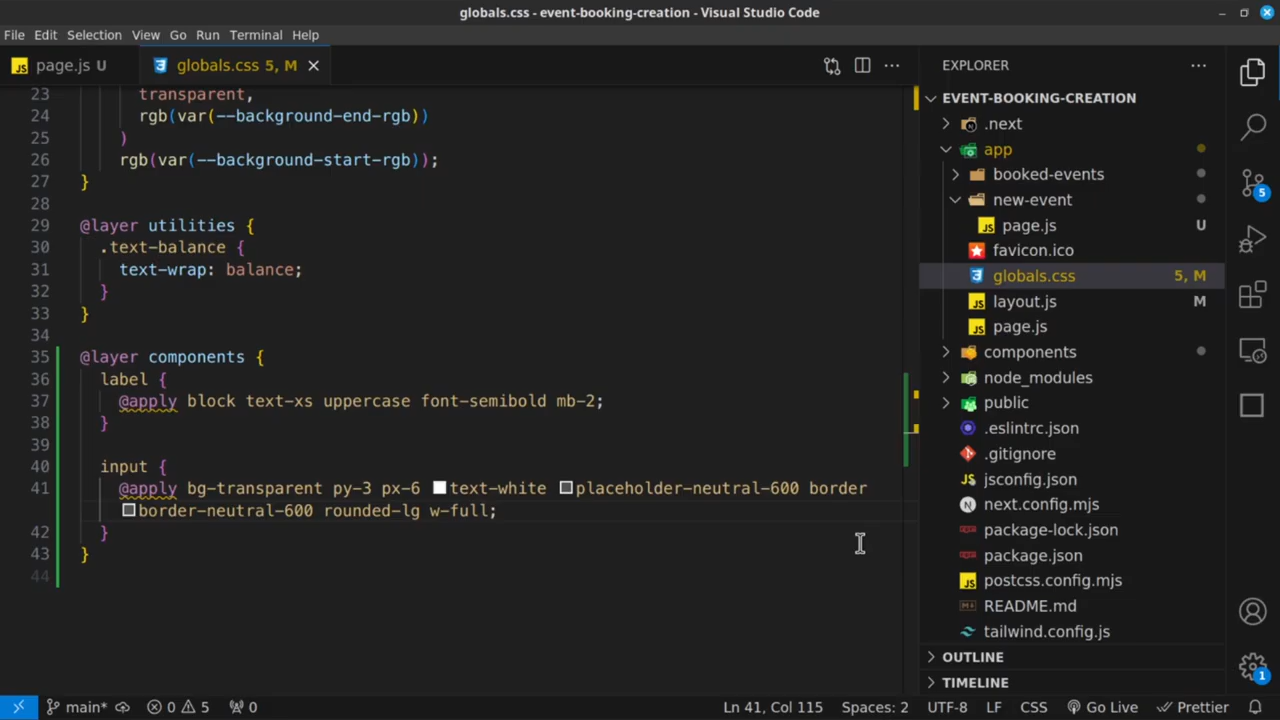 globals.css - event-booking-creation - Visual Studio Code
File Edit Selection View Go Run Terminal Help
page.js U
globals.css 5, M
EXPLORER
EVENT-BOOKING-CREATION
23 transparent,
24 rgb(var(--background-end-rgb))
25 )
26 rgb(var(--background-start-rgb));
27 }
28
29 @layer utilities {
30 .text-balance {
31 text-wrap: balance;
32 }
33 }
34
35 @layer components {
36 label {
37 @apply block text-xs uppercase font-semibold mb-2;
38 }
39
40 input {
41 @apply bg-transparent py-3 px-6 text-white placeholder-neutral-600 border
border-neutral-600 rounded-lg w-full;
42 }
43 }
44
.next
app
booked-events
new-event
page.js U
favicon.ico
globals.css 5, M
layout.js M
page.js
components
node_modules
public
.eslintrc.json
.gitignore
jsconfig.json
next.config.mjs
package-lock.json
package.json
postcss.config.mjs
README.md
tailwind.config.js
OUTLINE
TIMELINE
5
1
main* 0 5 0 Ln 41, Col 115 Spaces: 2 UTF-8 LF CSS Go Live Prettier